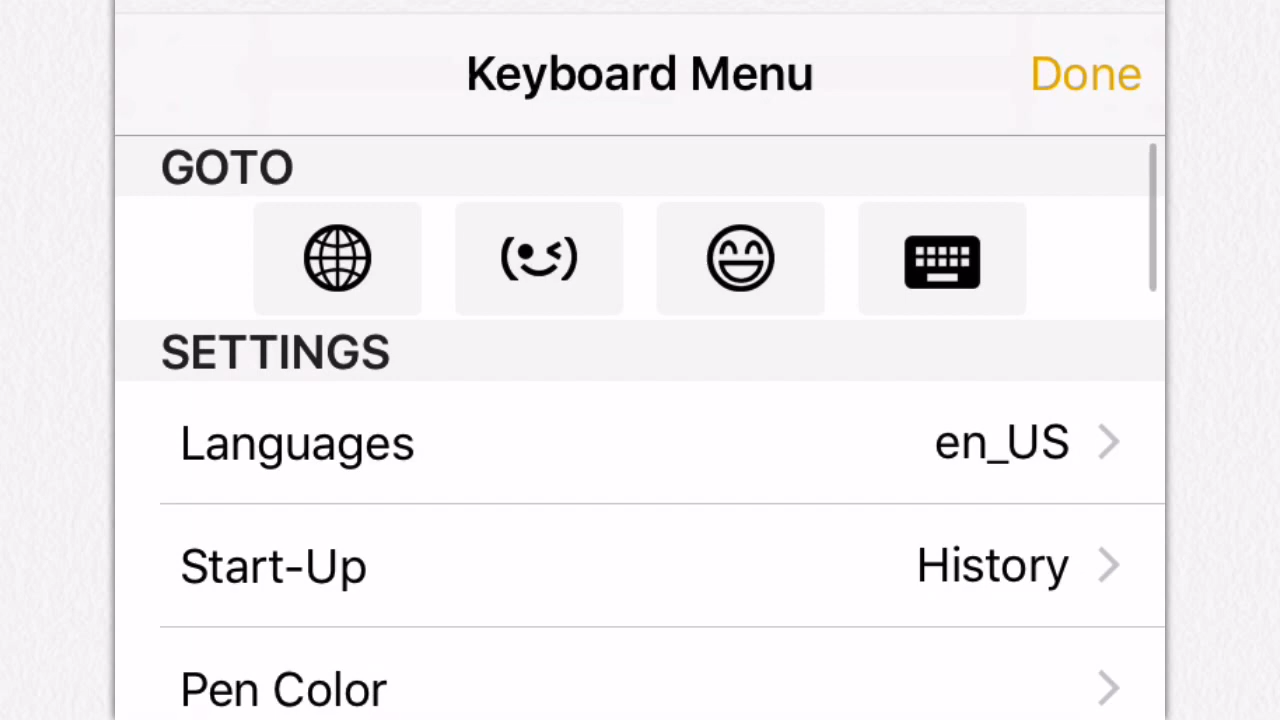 Keyboard Menu
Done
GOTO
SETTINGS
Languages en_US
Start-Up History
Pen Color